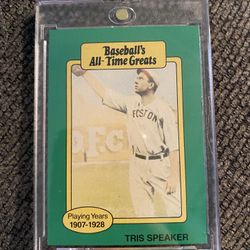 Baseball's
All-Time Greats
BOSTON
Playing Years
1907-1928
TRIS SPEAKER